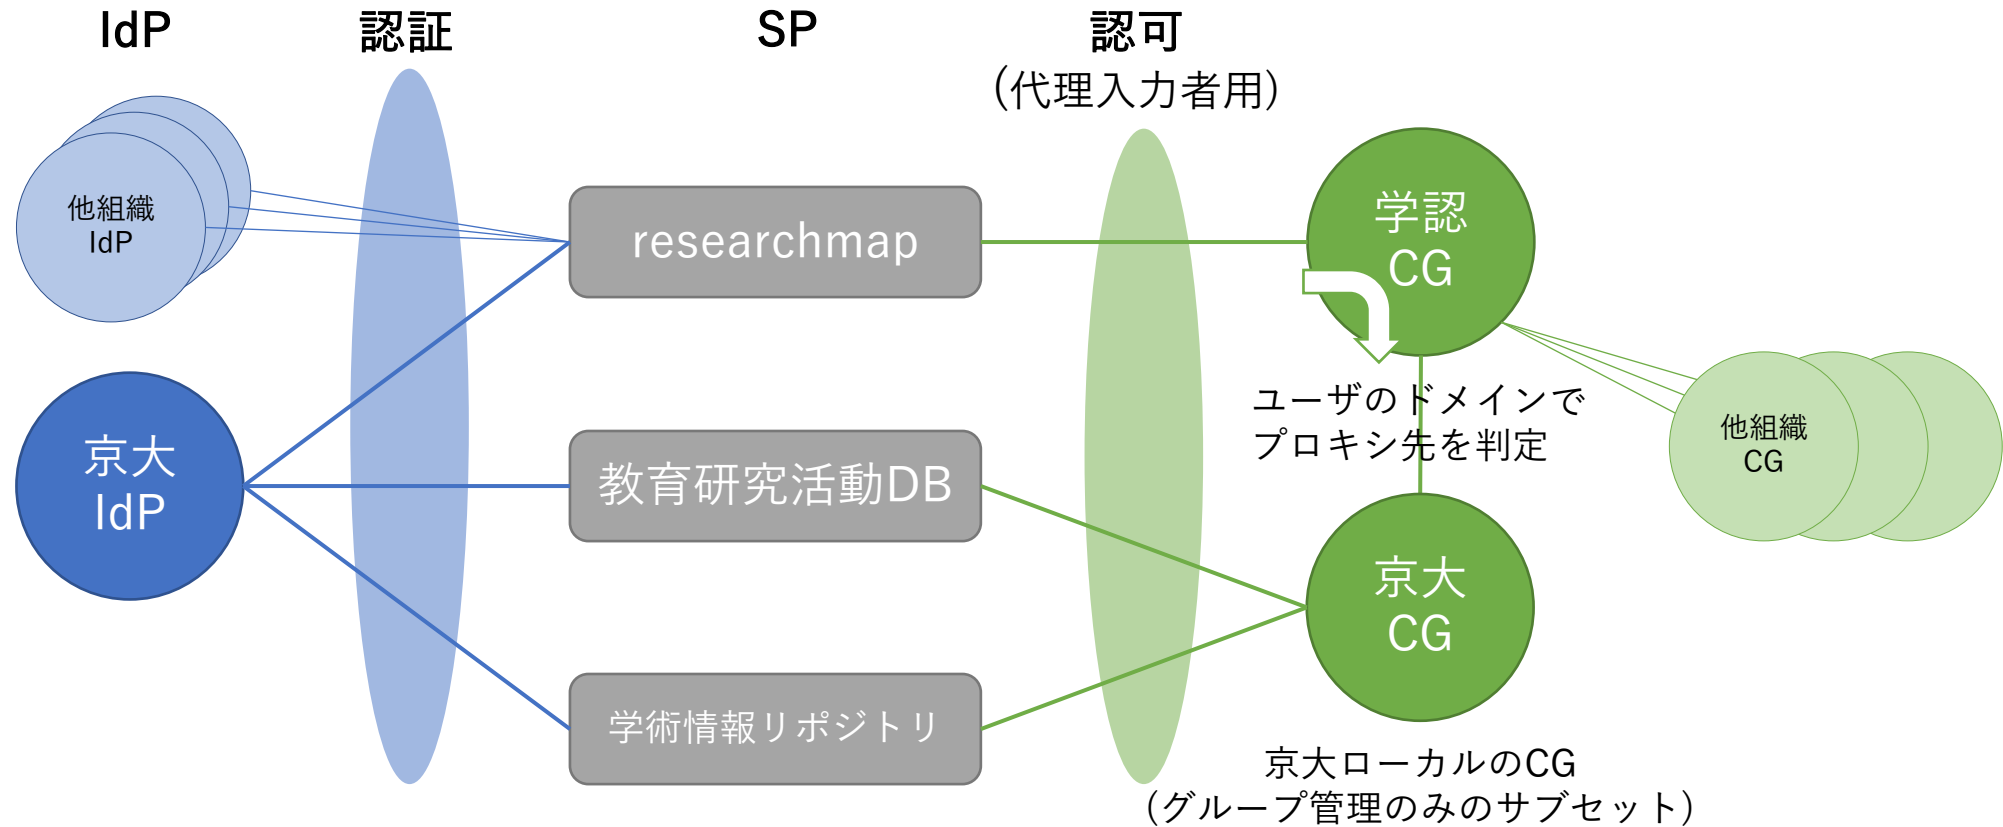 IdP
認証
SP
認可
(代理入力者用)
他組織
IdP
researchmap
学認
CG
ユーザのドメインで
プロキシ先を判定
他組織
CG
京大
IdP
教育研究活動DB
京大
CG
学術情報リポジトリ
京大ローカルのCG
(グループ管理のみのサブセット)